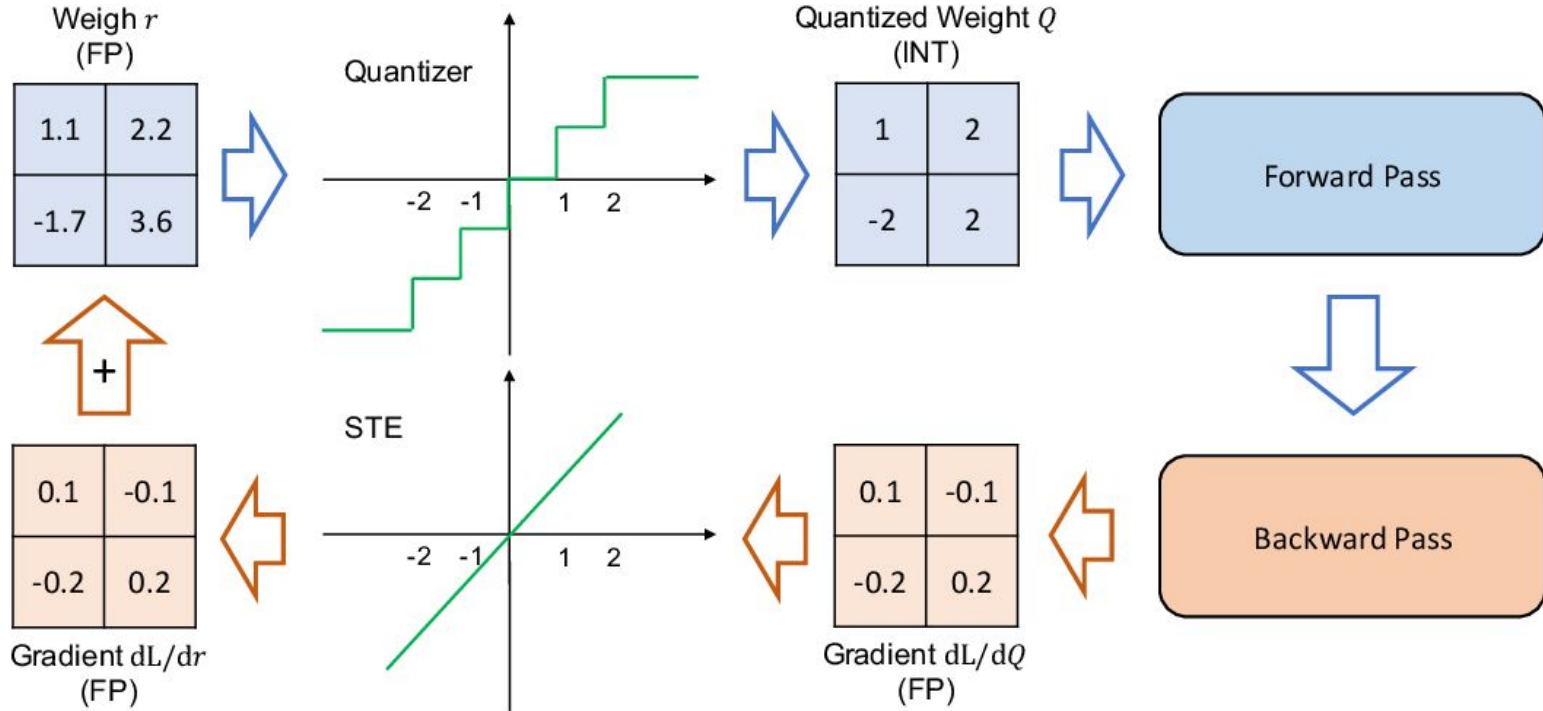 Weigh r
(FP)
1.1 2.2
-1.7 3.6
Quantizer
-2 -1 1 2
Quantized Weight Q
(INT)
1 2
-2 2
Forward Pass
+
0.1 -0.1
-0.2 0.2
Gradient dL/dr
(FP)
STE
-2 -1 1 2
0.1 -0.1
-0.2 0.2
Gradient dL/dQ
(FP)
Backward Pass